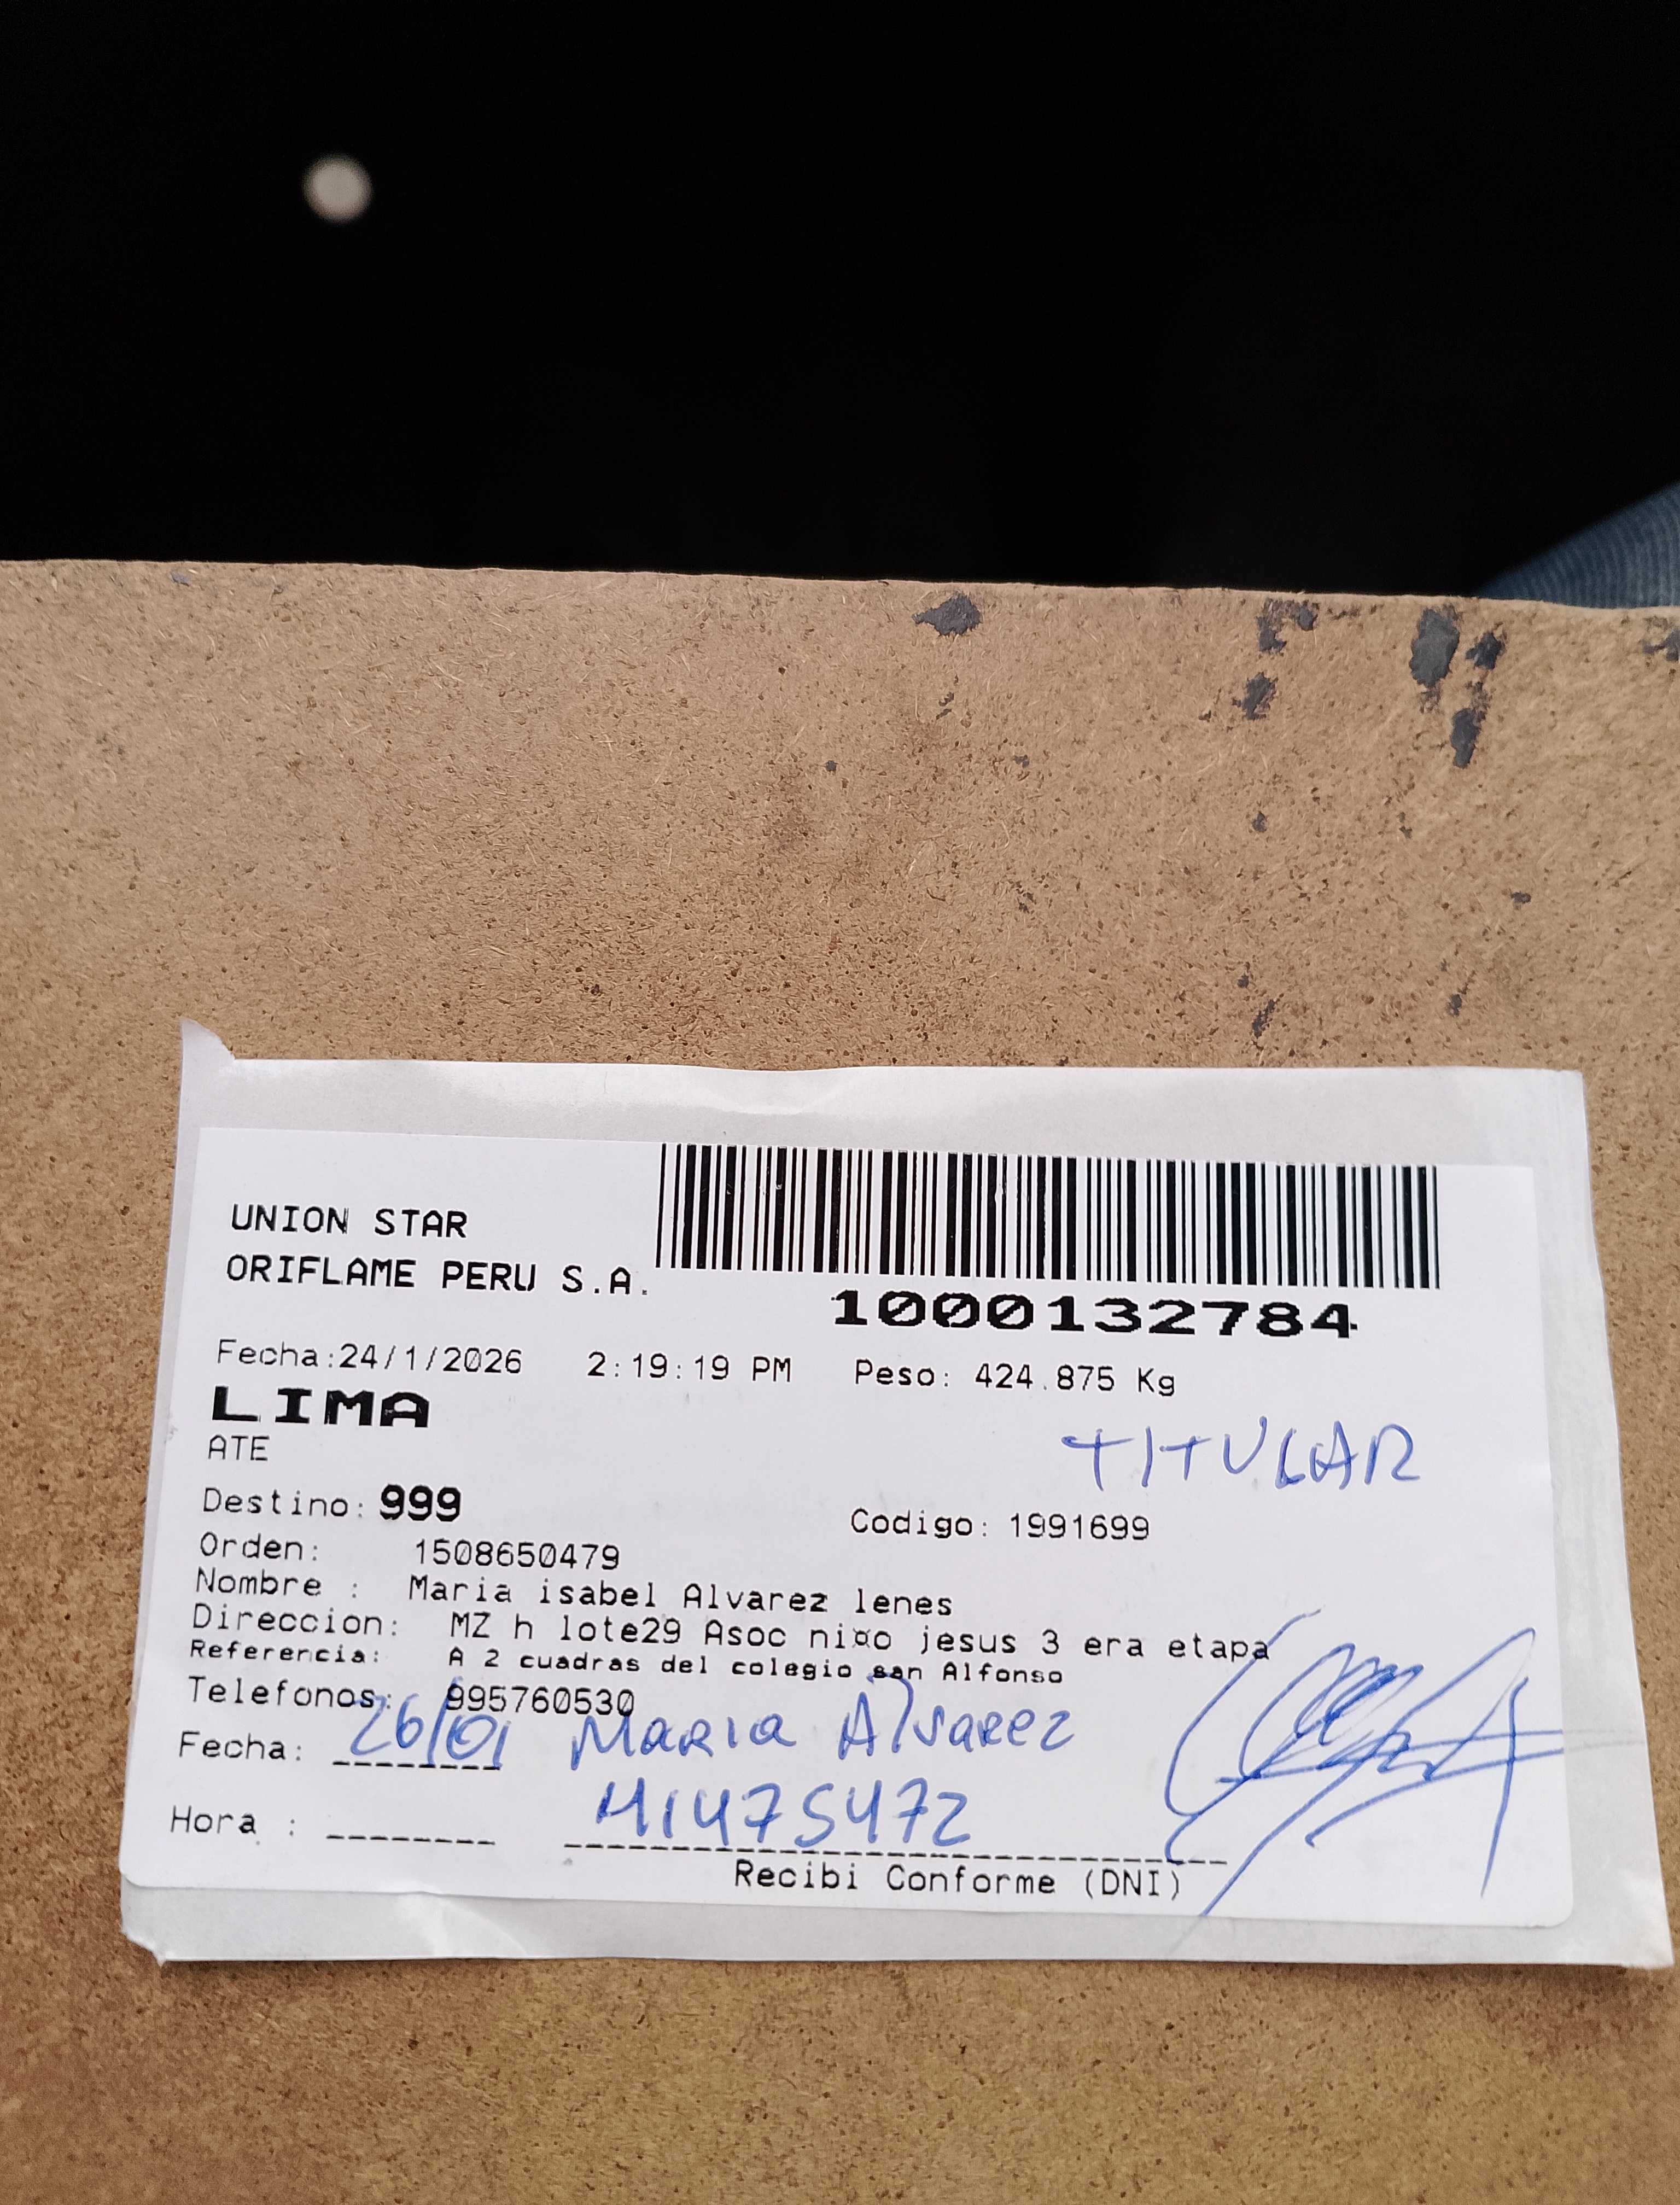 UNION STAR
ORIFLAME PERU S.A.
1000132784
Fecha:24/1/2026 2:19:19 PM Peso: 424.875 Kg
LIMA
TITULAR
ATE
Destino: 999
Codigo: 1991699
Orden: 1508650479
Nombre : Maria isabel Alvarez lenes
Direccion: MZ h lote29 Asoc ni¤o jesus 3 era etapa
Referencia: A 2 cuadras del colegio san Alfonso
Telefonos: 995760530
Fecha: 26/01 Maria Alvarez
Hora : 41475472
Recibi Conforme (DNI)